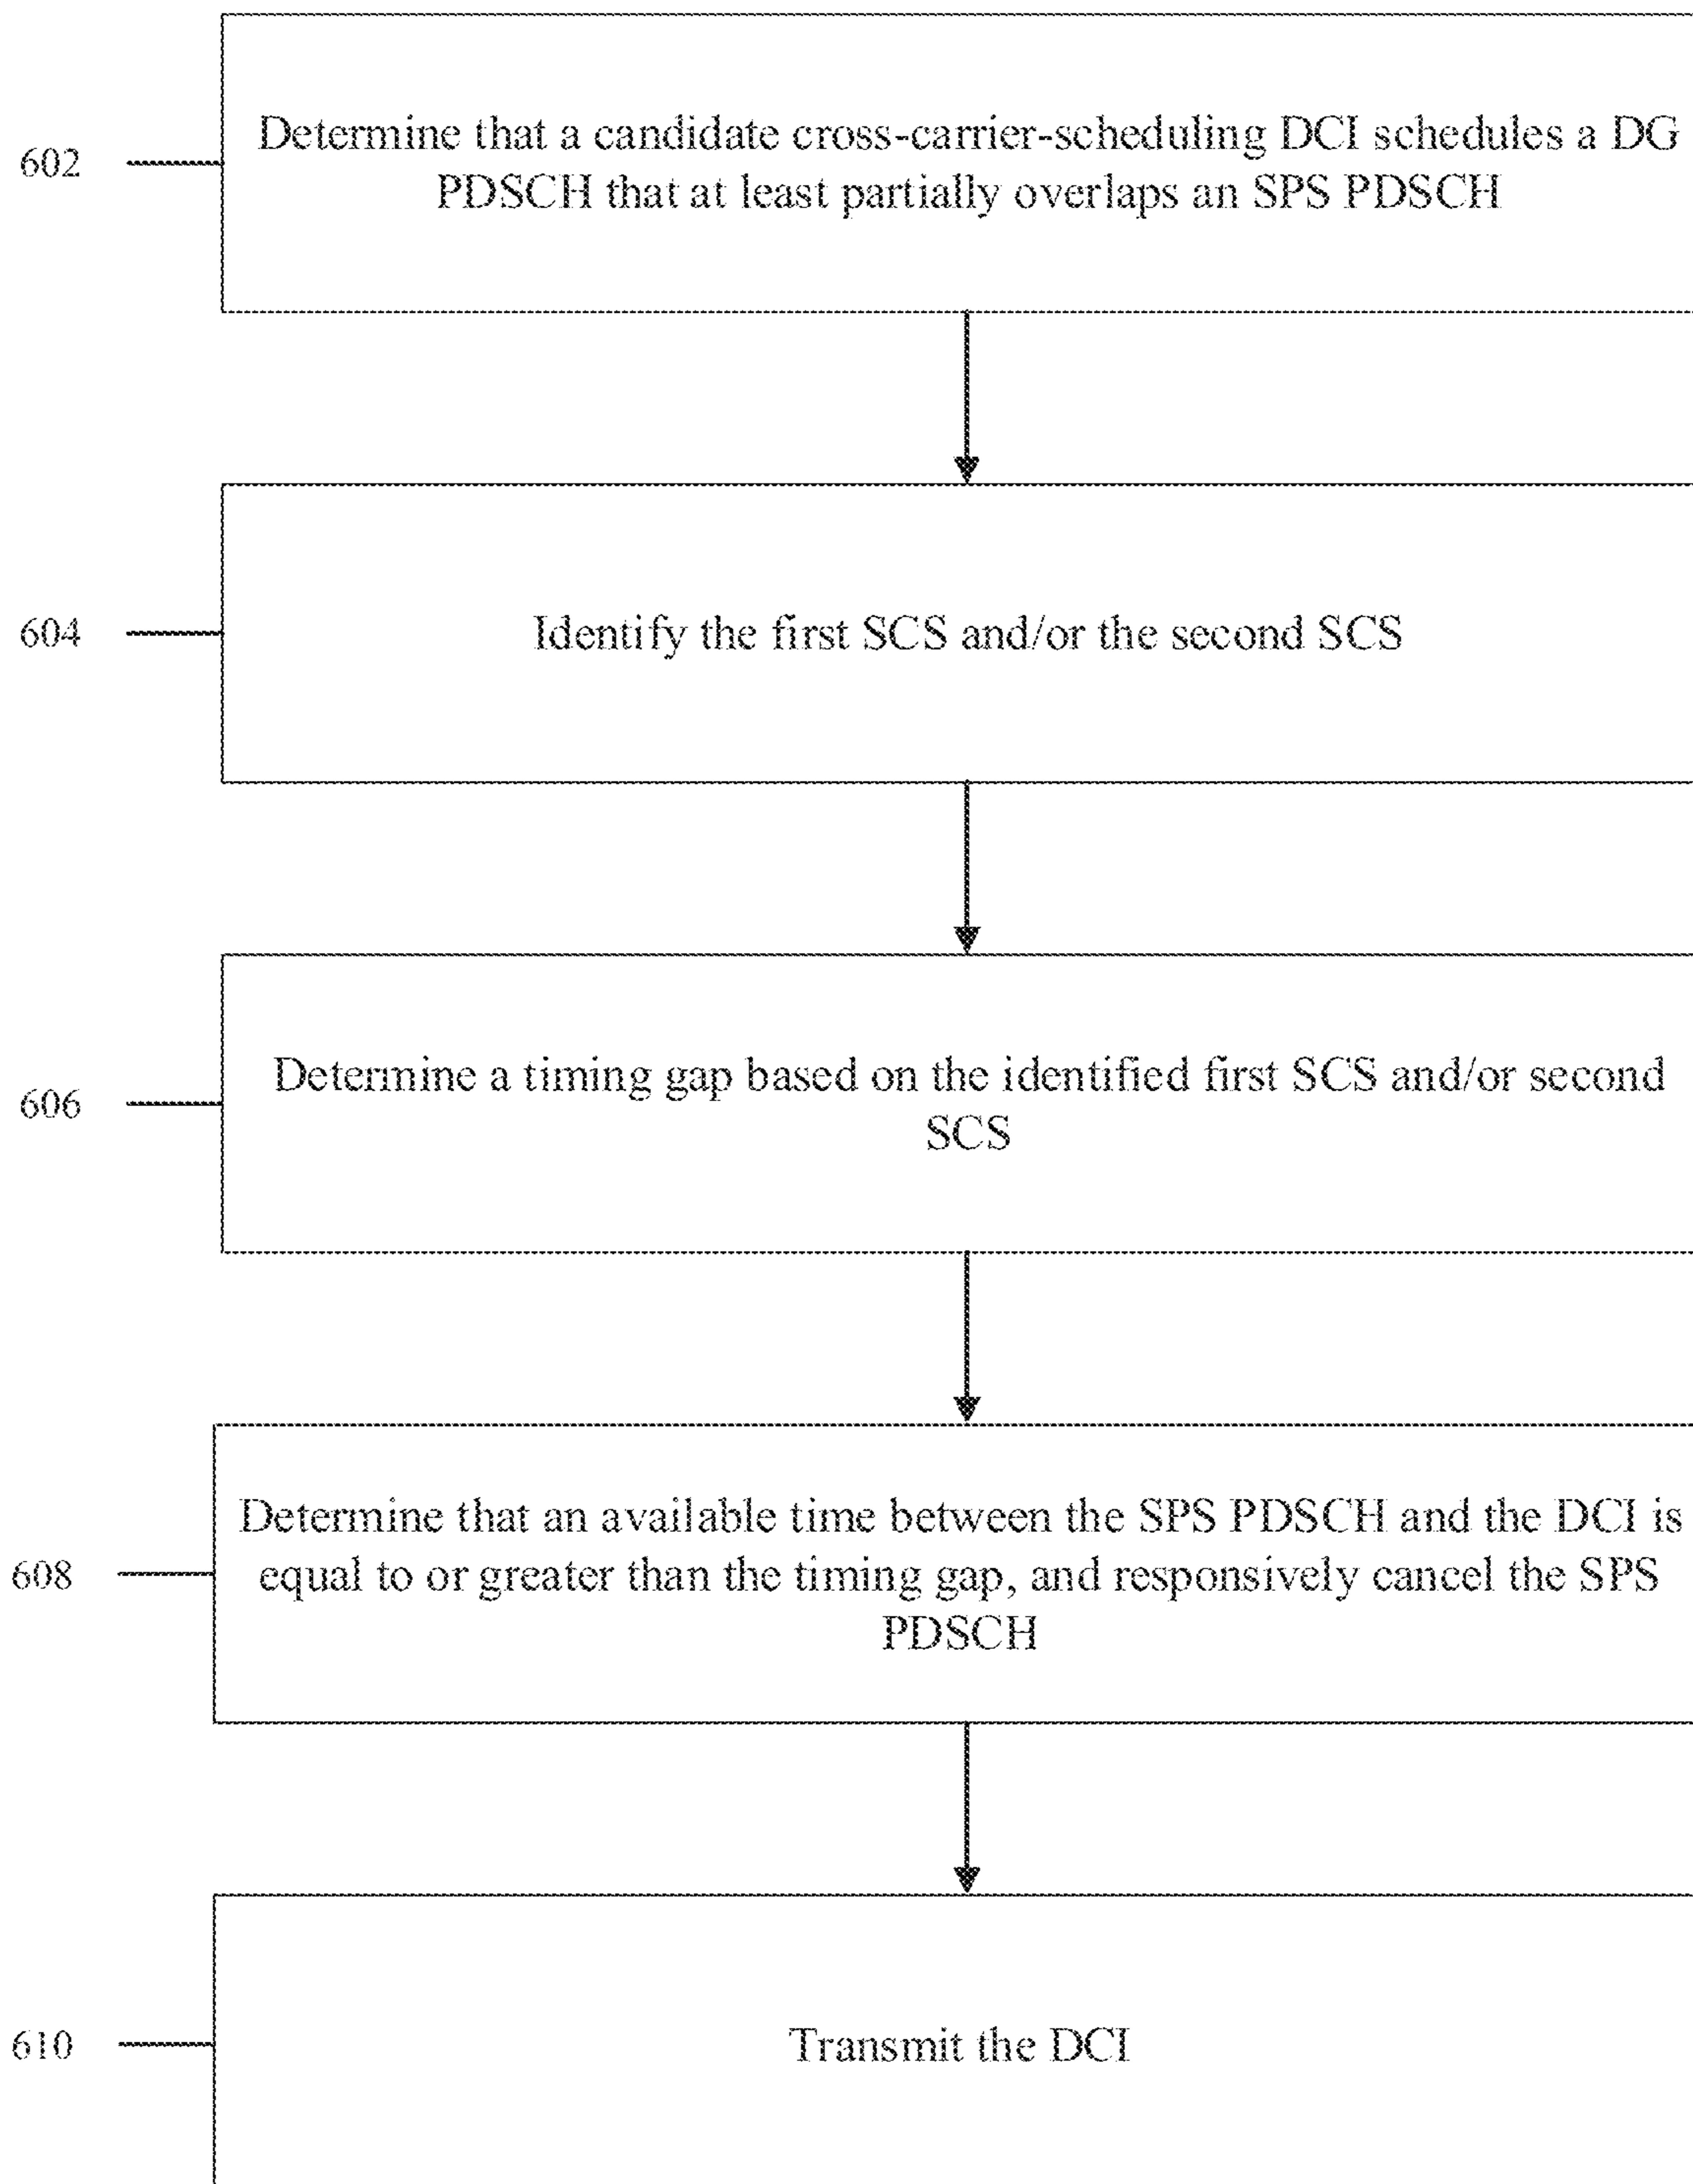 602
Determine that a candidate cross-carrier-scheduling DCI schedules a DG
PDSCH that at least partially overlaps an SPS PDSCH
604
Identify the first SCS and/or the second SCS
606
Determine a timing gap based on the identified first SCS and/or second
SCS
608
Determine that an available time between the SPS PDSCH and the DCI is
equal to or greater than the timing gap, and responsively cancel the SPS
PDSCH
610
Transmit the DCI